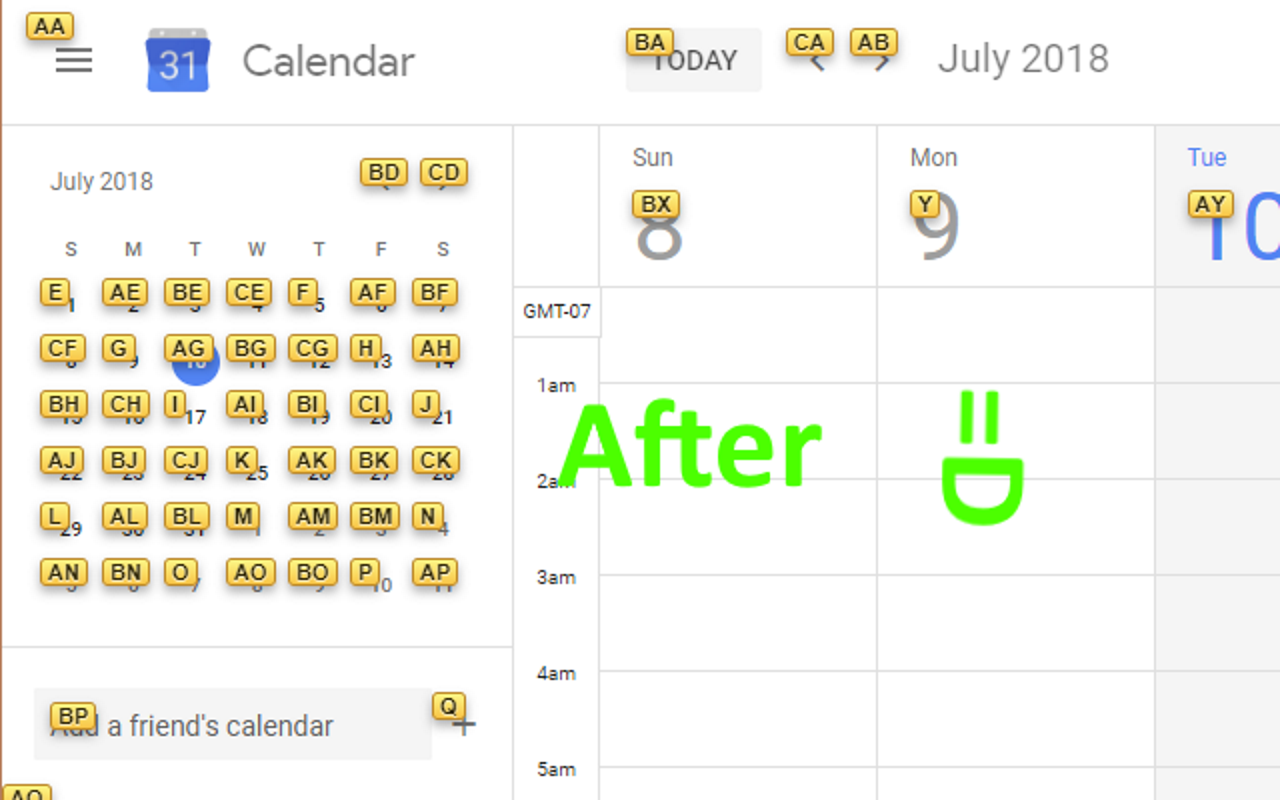 AA
31 Calendar BA TODAY CA AB July 2018
July 2018 BD CD
Sun Mon Tue
BX 8 Y 9 AY 10
S M T W T F S
E 1 AE 2 BE 3 CE 4 F 5 AF 6 BF 7
GMT-07
CF 8 G 9 AG 10 BG 11 CG 12 H 13 AH 14
1am
BH 15 CH 16 I 17 AI 18 BI 19 CI 20 J 21
After =D
AJ 22 BJ 23 CJ 24 K 25 AK 26 BK 27 CK 28
2am
L 29 AL 30 BL 31 M 1 AM 2 BM 3 N 4
AN 5 BN 6 O 7 AO 8 BO 9 P 10 AP 11
3am
4am
BP Add a friend's calendar Q +
5am
AQ